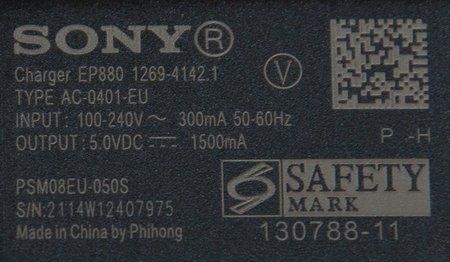 SONY®
Charger EP880 1269-4142.1
TYPE AC-0401-EU
INPUT: 100-240V ~ 300mA 50-60Hz
OUTPUT: 5.0VDC ⎓ 1500mA
V
P -H
PSM08EU-050S
S/N:2114W12407975
Made in China by Phihong
S SAFETY
MARK
130788-11